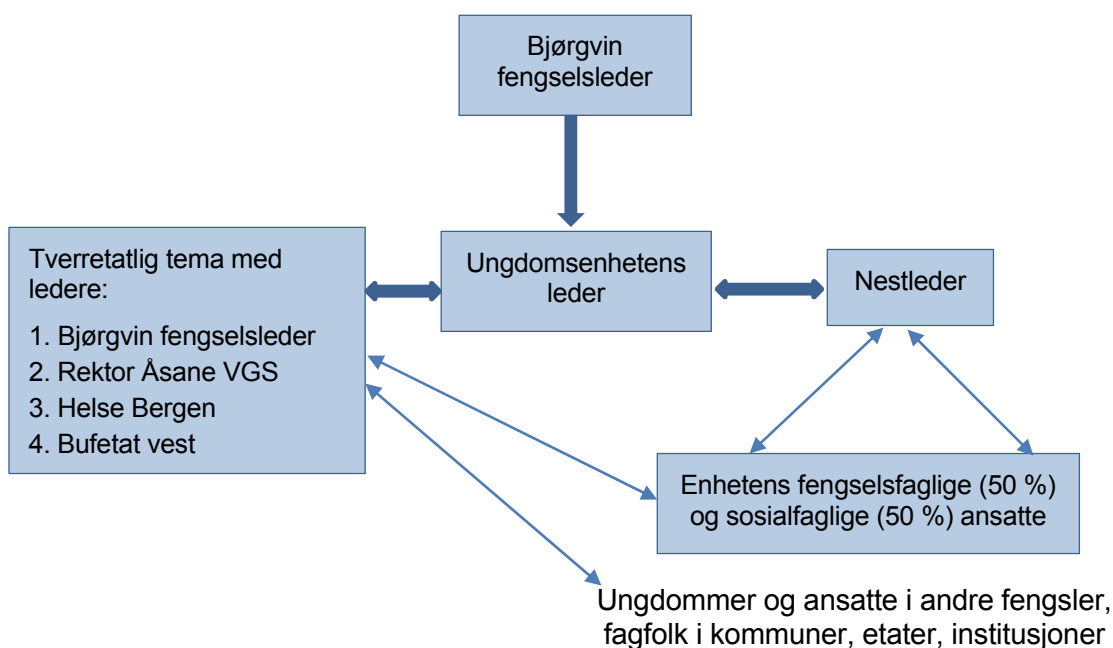 Bjørgvin
fengselsleder
Tverretatlig tema med
ledere:
1. Bjørgvin fengselsleder
2. Rektor Åsane VGS
3. Helse Bergen
4. Bufetat vest
Ungdomsenhetens
leder
Nestleder
Enhetens fengselsfaglige (50 %)
og sosialfaglige (50 %) ansatte
Ungdommer og ansatte i andre fengsler,
fagfolk i kommuner, etater, institusjoner